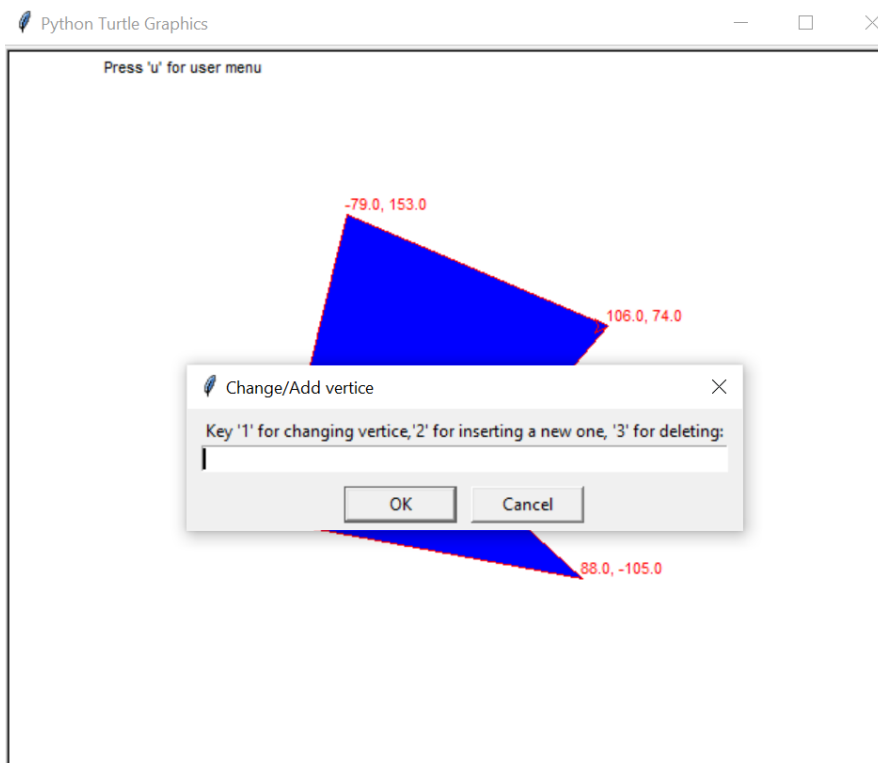 Python Turtle Graphics
Press 'u' for user menu
-79.0, 153.0
106.0, 74.0
Change/Add vertice
Key '1' for changing vertice,'2' for inserting a new one, '3' for deleting:
OK Cancel
88.0, -105.0